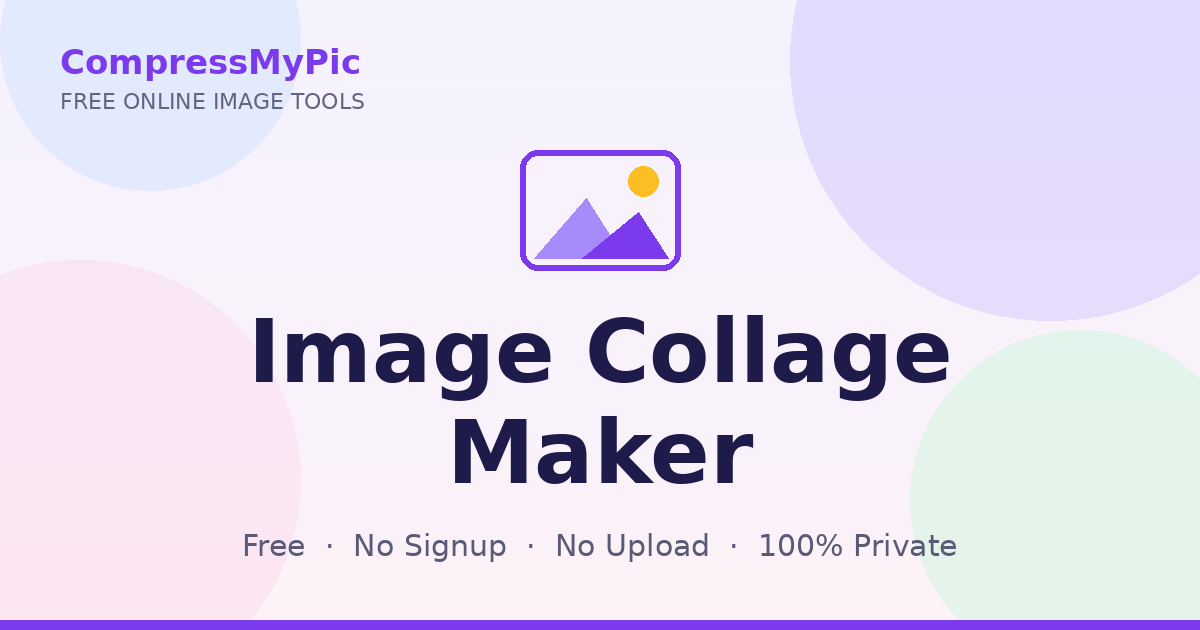 CompressMyPic
FREE ONLINE IMAGE TOOLS
Image Collage
Maker
Free · No Signup · No Upload · 100% Private